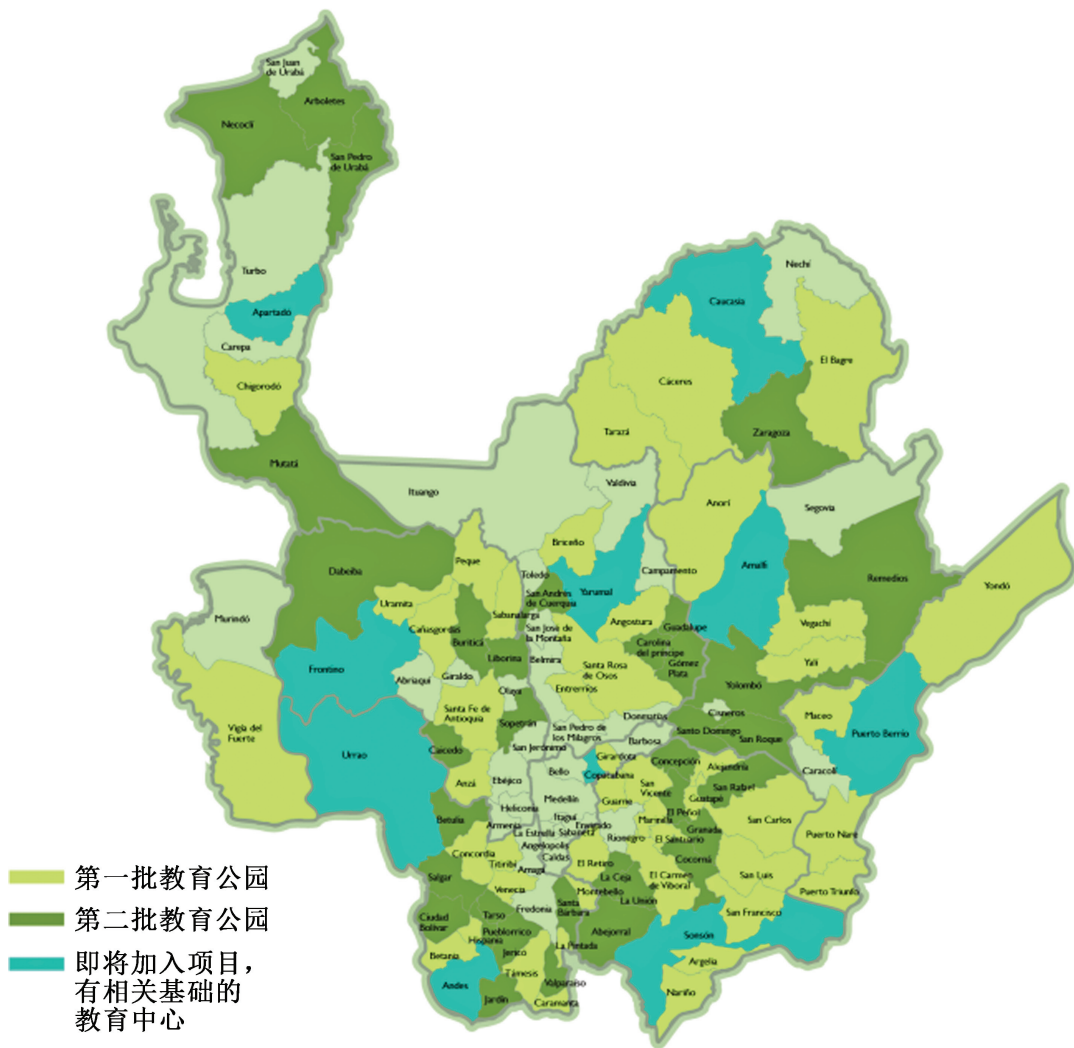 San Juan
de Urabá
Arboletes
Necoclí
San Pedro
de Urabá
Turbo
Apartadó
Carepa
Chigorodó
Mutatá
Nechí
Caucasia
El Bagre
Cáceres
Tarazá
Zaragoza
Ituango
Valdivia
Anorí
Segovia
Briceño
Dabeiba
Peque
Toledo
Campamento
Amalfi
Remedios
Yondó
San Andres
de Cuerquia
Yarumal
Uramita
Sabanalarga
Murindó
Cañasgordas
Angostura
Guadalupe
Vegachí
San José de
la Montaña
Buriticá
Carolina
del príncipe
Liborina
Belmira
Yalí
Frontino
Giraldo
Santa Rosa
de Osos
Gómez
Plata
Abriaquí
Entrerríos
Yolombó
Olaya
Santa Fe de
Antioquia
Donmatías
Cisneros
Maceo
Sopetrán
San Pedro de
los Milagros
Santo Domingo
San Roque
Vigía del
Fuerte
Urrao
Puerto Berrío
Caicedo
San Jerónimo
Barbosa
Girardota
Concepción
Alejandría
Caracolí
Anzá
Ebéjico
Bello
Copacabana
San
Vicente
San Rafael
Guatapé
Medellín
Guarne
Heliconia
El Peñol
Betulia
Itaguí
Marinilla
San Carlos
Armenia
Envigado
Granada
Puerto Nare
La Estrella
Sabaneta
Rionegro
El Santuario
Angelópolis
Concordia
Caldas
Titiribí
Amagá
El Retiro
Cocorná
Salgar
La Ceja
El Carmen
de Viboral
San Luis
Venecia
Montebello
Puerto Triunfo
Santa
Bárbara
La Unión
Fredonia
San Francisco
Ciudad
Bolívar
Tarso
Pueblorrico
Hispania
Abejorral
Sonsón
La Pintada
Betania
Jericó
Argelia
Támesis
Andes
Valparaíso
Nariño
Jardín
Caramanta
第一批教育公园
第二批教育公园
即将加入项目，
有相关基础的
教育中心